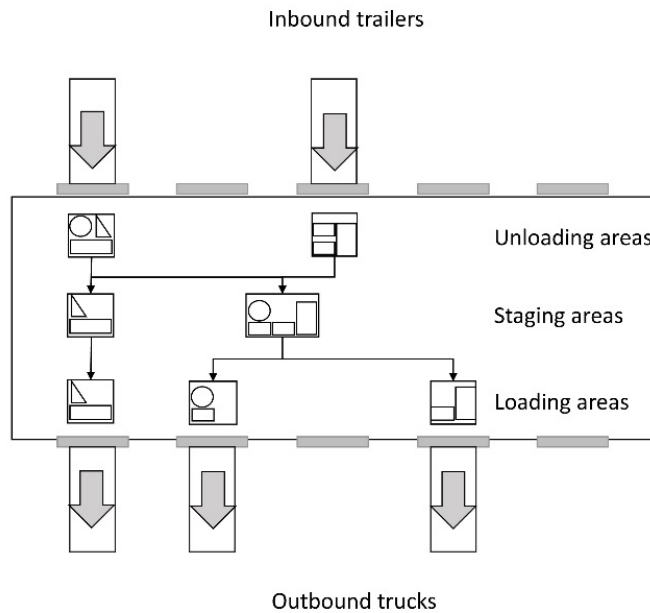 Inbound trailers
Unloading areas
Staging areas
Loading areas
Outbound trucks